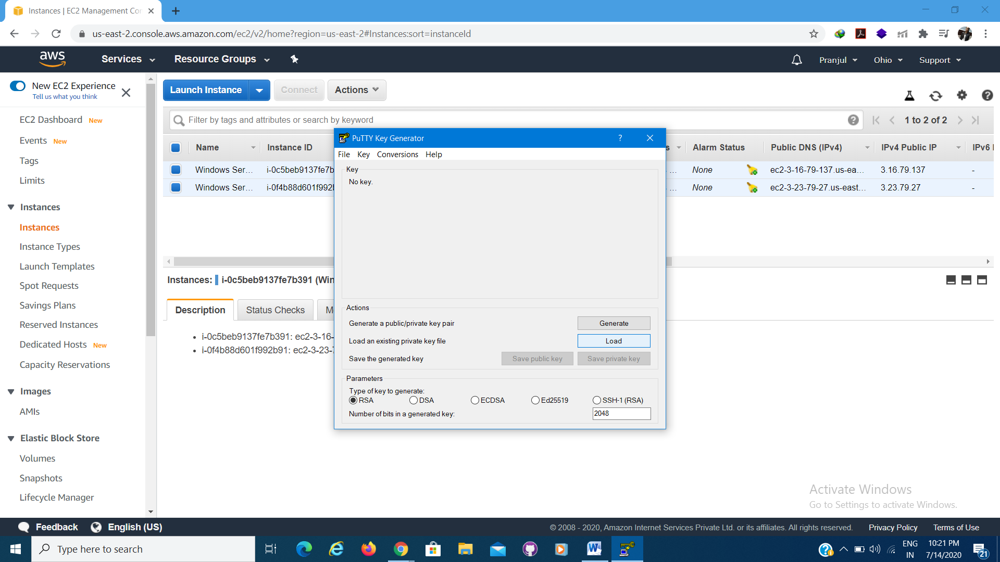 Instances | EC2 Management Con
us-east-2.console.aws.amazon.com/ec2/v2/home?region=us-east-2#Instances:sort=instanceId
aws
Services
Resource Groups
Pranjul
Ohio
Support
New EC2 Experience
Tell us what you think
EC2 Dashboard New
Events New
Tags
Limits
Instances
Instances
Instance Types
Launch Templates
Spot Requests
Savings Plans
Reserved Instances
Dedicated Hosts New
Capacity Reservations
Images
AMIs
Elastic Block Store
Volumes
Snapshots
Lifecycle Manager
Launch Instance
Connect
Actions
Filter by tags and attributes or search by keyword
1 to 2 of 2
Name
Instance ID
s
Alarm Status
Public DNS (IPv4)
IPv4 Public IP
IPv6 I
Windows Ser... i-0c5beb9137fe7b ... None ec2-3-16-79-137.us-ea... 3.16.79.137 -
Windows Ser... i-0f4b88d601f992b ... None ec2-3-23-79-27.us-east... 3.23.79.27 -
Instances: i-0c5beb9137fe7b391 (Win
Description
Status Checks
M
i-0c5beb9137fe7b391: ec2-3-16-
i-0f4b88d601f992b91: ec2-3-23-7
PuTTY Key Generator
?
File Key Conversions Help
Key
No key.
Actions
Generate a public/private key pair
Generate
Load an existing private key file
Load
Save the generated key
Save public key
Save private key
Parameters
Type of key to generate:
RSA DSA ECDSA Ed25519 SSH-1 (RSA)
Number of bits in a generated key:
2048
Activate Windows
Go to Settings to activate Windows.
Feedback
English (US)
© 2008 - 2020, Amazon Internet Services Private Ltd. or its affiliates. All rights reserved.
Privacy Policy
Terms of Use
Type here to search
ENG
IN
10:21 PM
7/14/2020
21